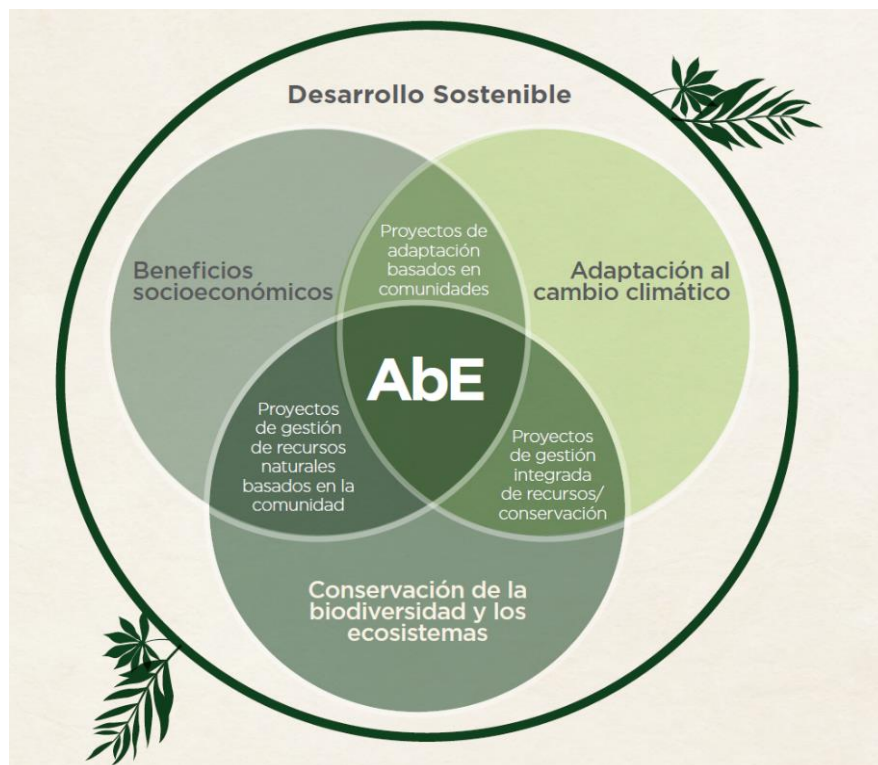 Desarrollo Sostenible
Proyectos de
adaptación
basados en
comunidades
Beneficios
socioeconómicos
Adaptación al
cambio climático
AbE
Proyectos
de gestión
de recursos
naturales
basados en la
comunidad
Proyectos
de gestión
integrada
de recursos/
conservación
Conservación de la
biodiversidad y los
ecosistemas